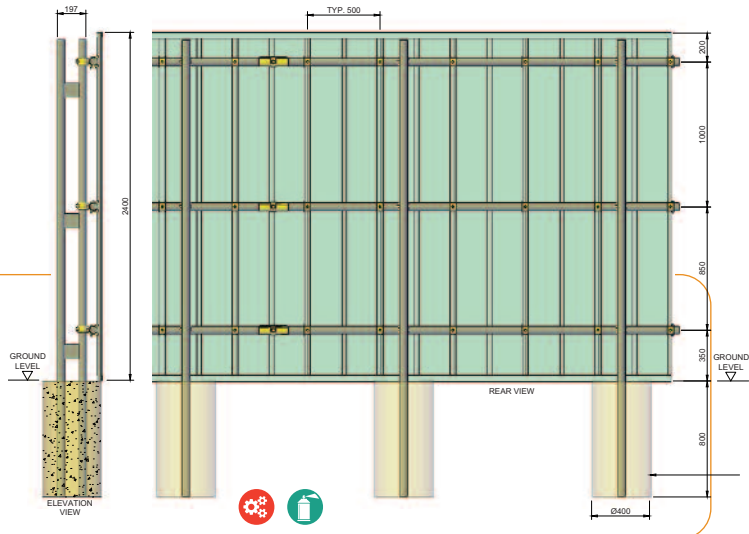 197
TYP. 500
200
1000
2400
850
350
GROUND
LEVEL
GROUND
LEVEL
REAR VIEW
800
ELEVATION
VIEW
Ø400